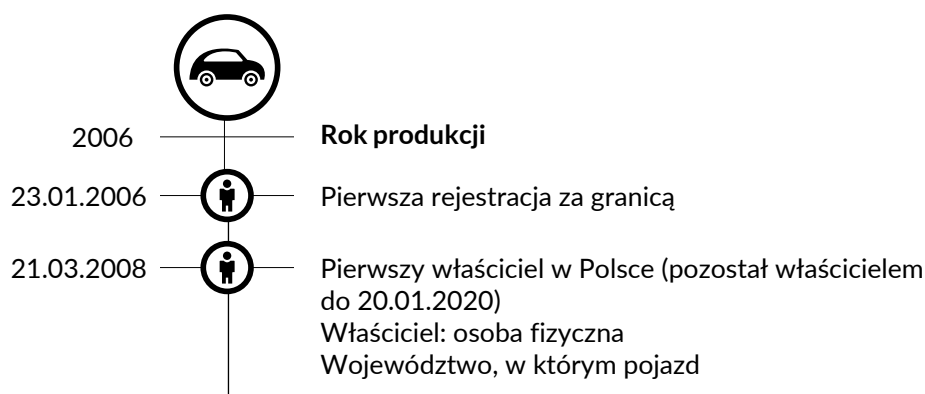 2006 Rok produkcji
23.01.2006 Pierwsza rejestracja za granicą
21.03.2008 Pierwszy właściciel w Polsce (pozostał właścicielem
do 20.01.2020)
Właściciel: osoba fizyczna
Województwo, w którym pojazd